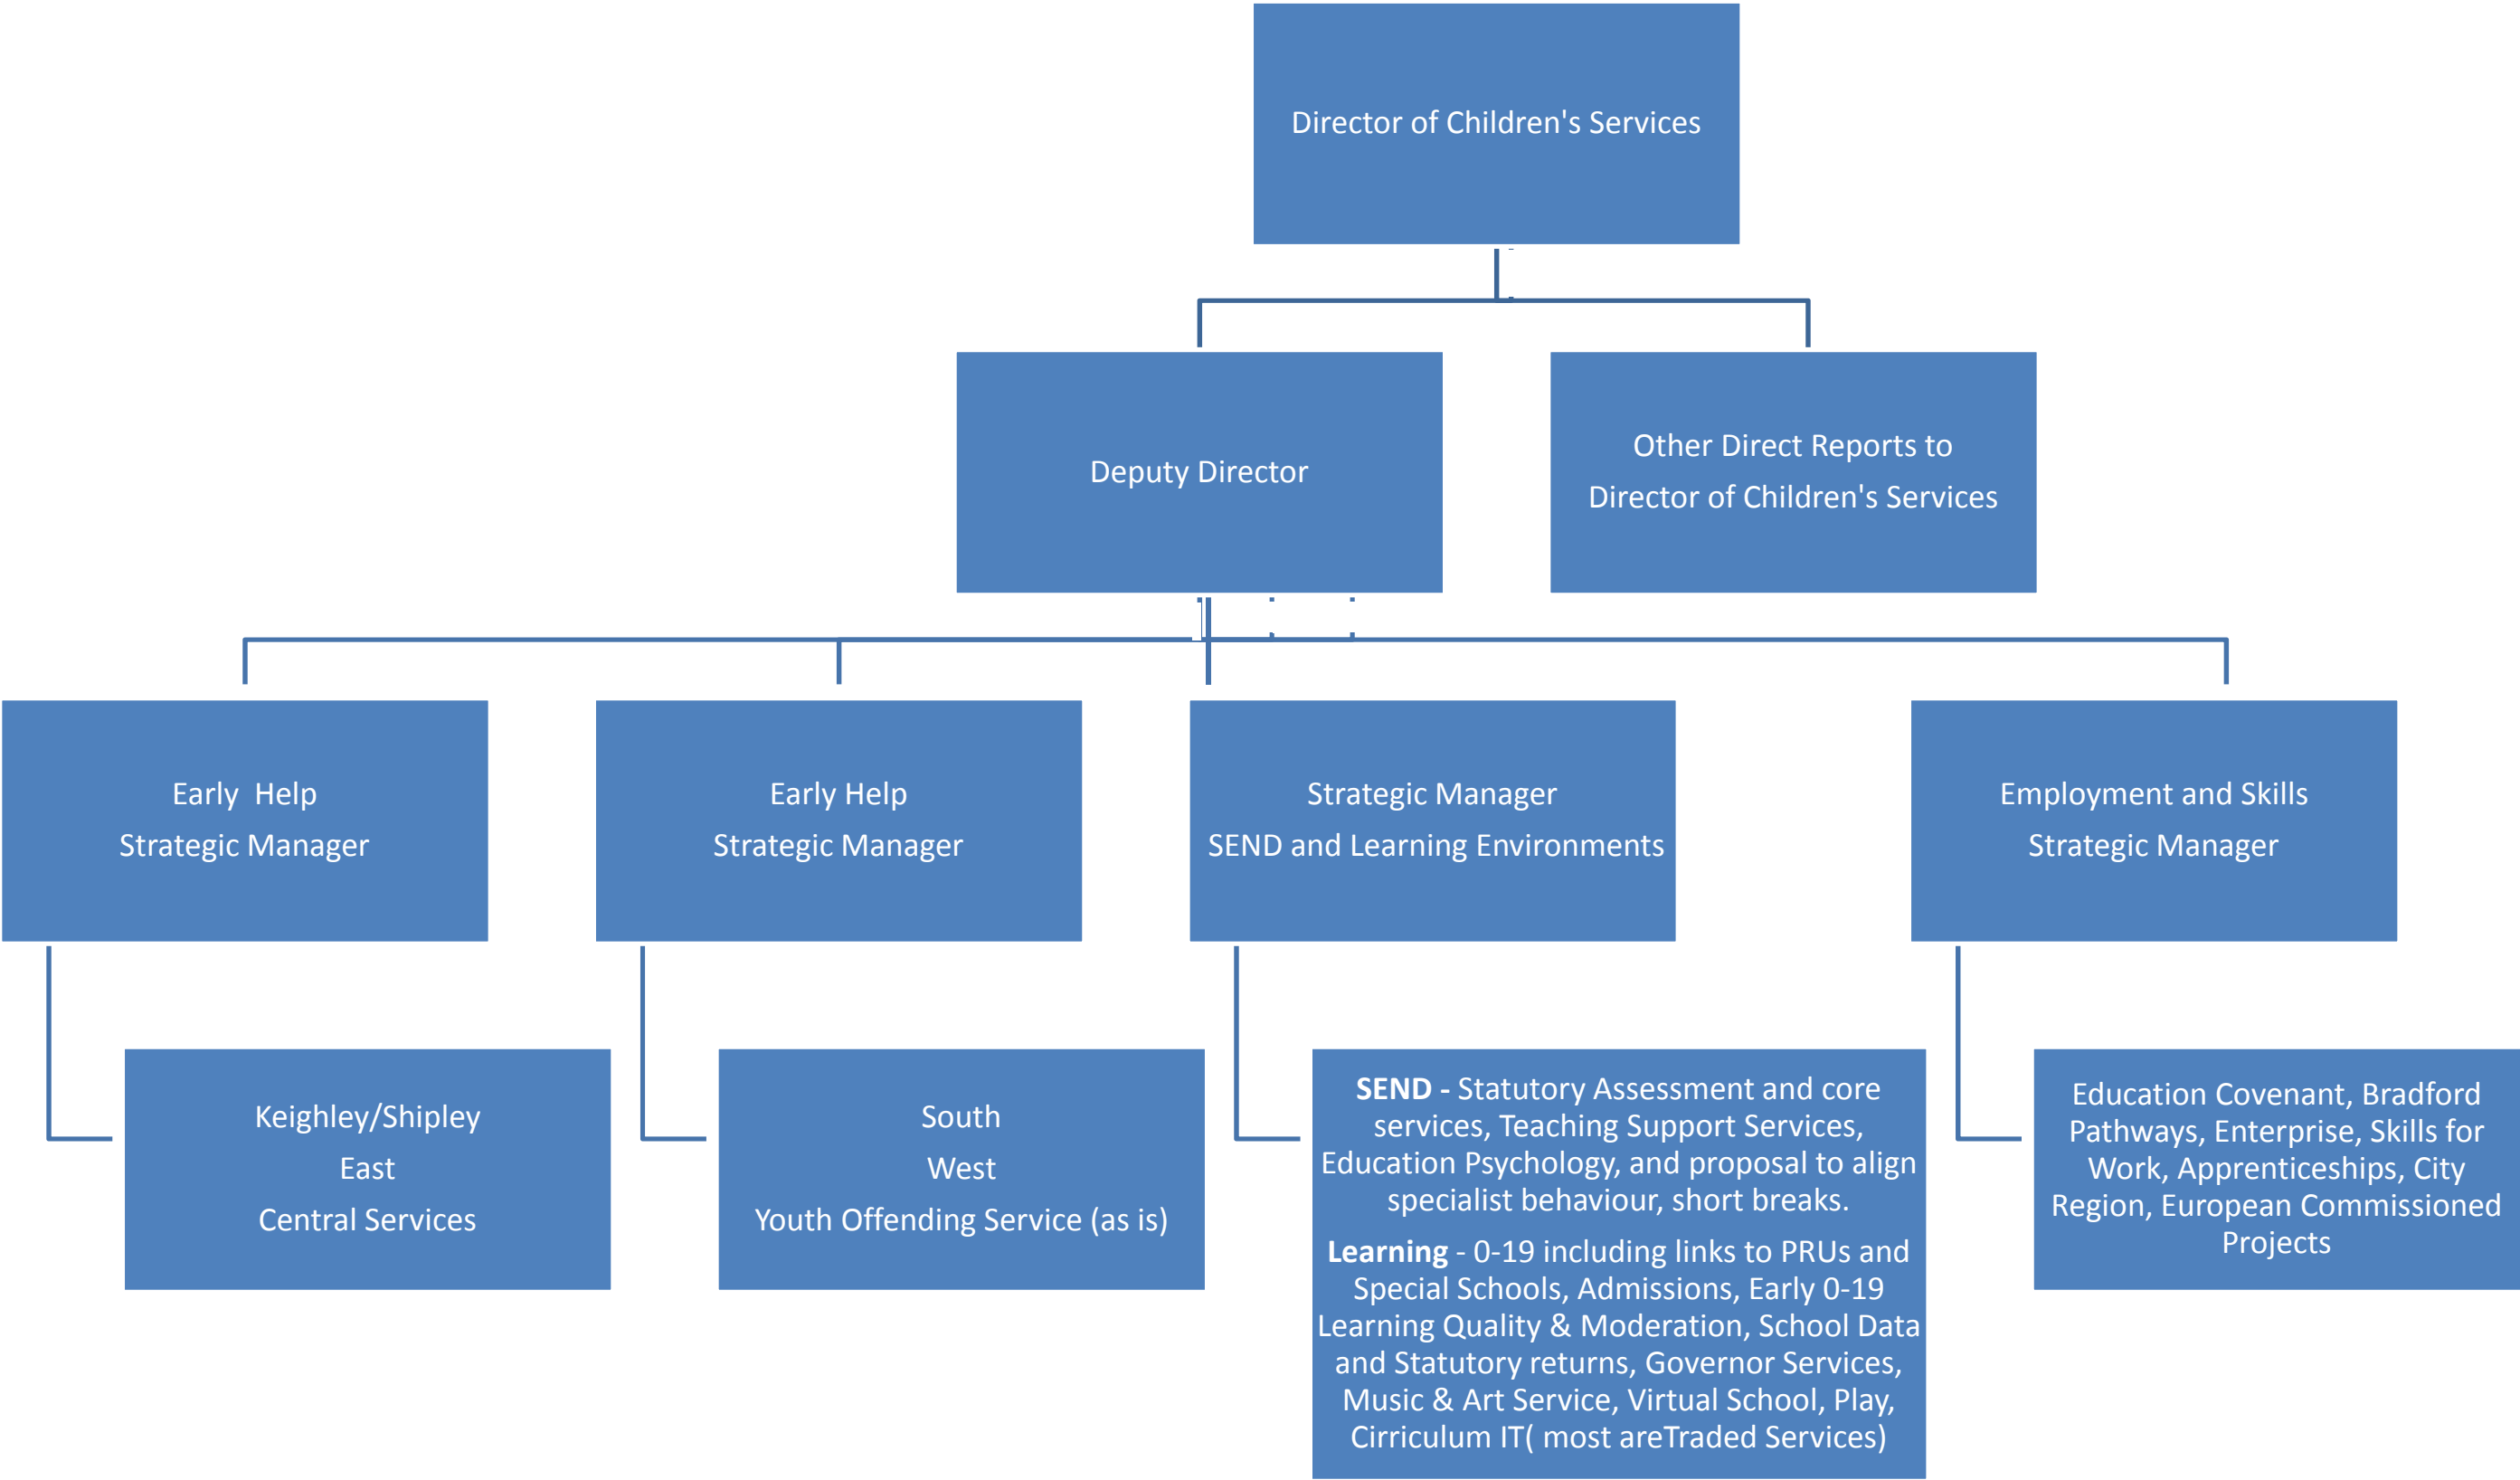 Director of Children's Services
Deputy Director
Other Direct Reports to
Director of Children's Services
Early  Help
Strategic Manager
Early Help
Strategic Manager
Strategic Manager
SEND and Learning Environments
Employment and Skills
Strategic Manager
Keighley/Shipley
East
Central Services
South
West
Youth Offending Service (as is)
SEND - Statutory Assessment and core
services, Teaching Support Services,
Education Psychology, and proposal to align
specialist behaviour, short breaks.
Learning - 0-19 including links to PRUs and
Special Schools, Admissions, Early 0-19
Learning Quality & Moderation, School Data
and Statutory returns, Governor Services,
Music & Art Service, Virtual School, Play,
Cirriculum IT( most areTraded Services)
Education Covenant, Bradford
Pathways, Enterprise, Skills for
Work, Apprenticeships, City
Region, European Commissioned
Projects